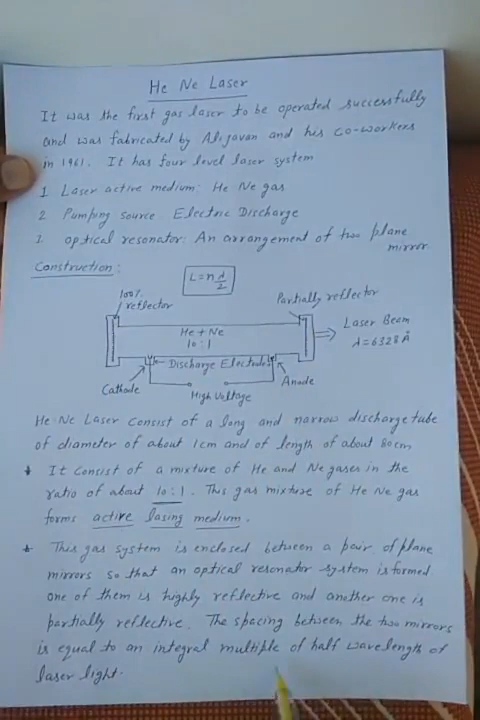 He Ne Laser
It was the first gas laser to be operated successfully
and was fabricated by Ali Javan and his co-workers
in 1961. It has four level laser system
1 Laser active medium: He-Ne gas
2 Pumping source: Electric Discharge
3. optical resonator: An arrangement of two plane
mirror
Construction:
L=n λ/2
100%
reflector
Partially reflector
He + Ne
10:1
Laser Beam
λ=6328Å
Discharge Electrodes
Cathode
Anode
High Voltage
He-Ne Laser consist of a long and narrow discharge tube
of diameter of about 1cm and of length of about 80cm
* It consist of a mixture of He and Ne gases in the
ratio of about 10:1. This gas mixture of He Ne gas
forms active lasing medium.
* This gas system is enclosed between a pair of plane
mirrors so that an optical resonator system is formed
one of them is highly reflective and another one is
partially reflective. The spacing between the two mirrors
is equal to an integral multiple of half wavelength of
laser light.